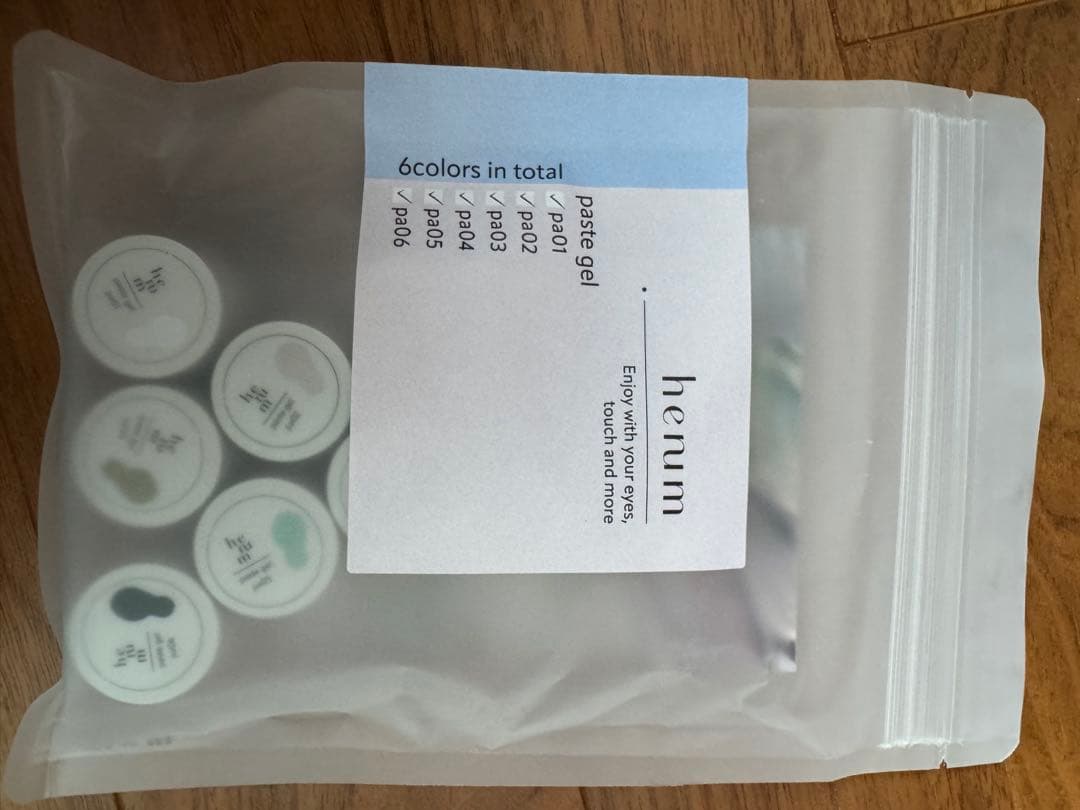 henum
Enjoy with your eyes,
touch and more
paste gel
✓ pa01
✓ pa02
✓ pa03
✓ pa04
✓ pa05
✓ pa06
6colors in total